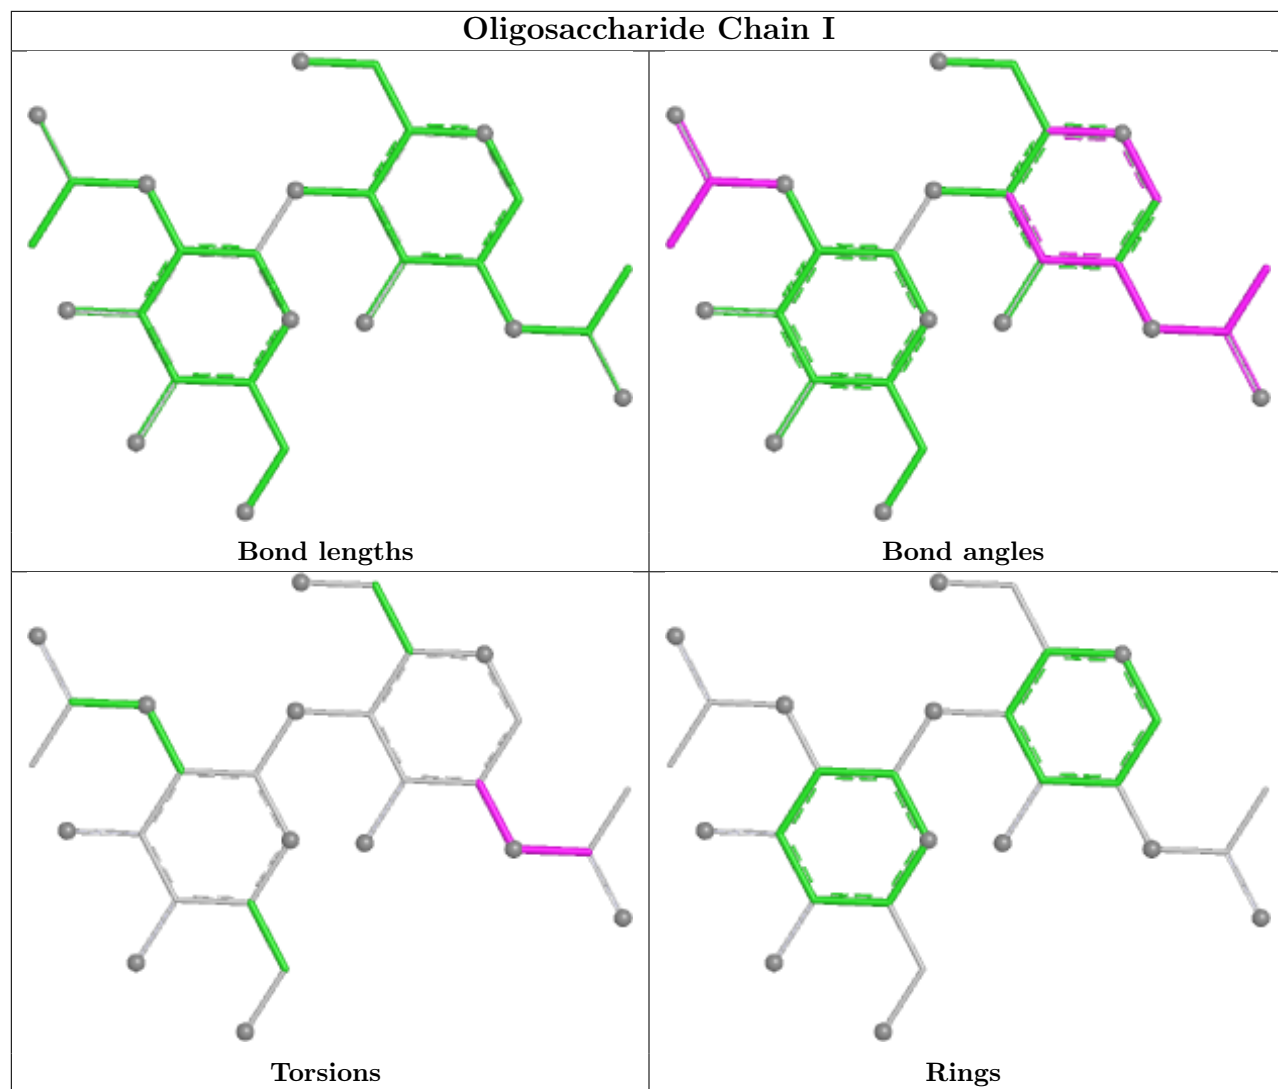 Oligosaccharide Chain I
Bond lengths
Bond angles
Torsions
Rings